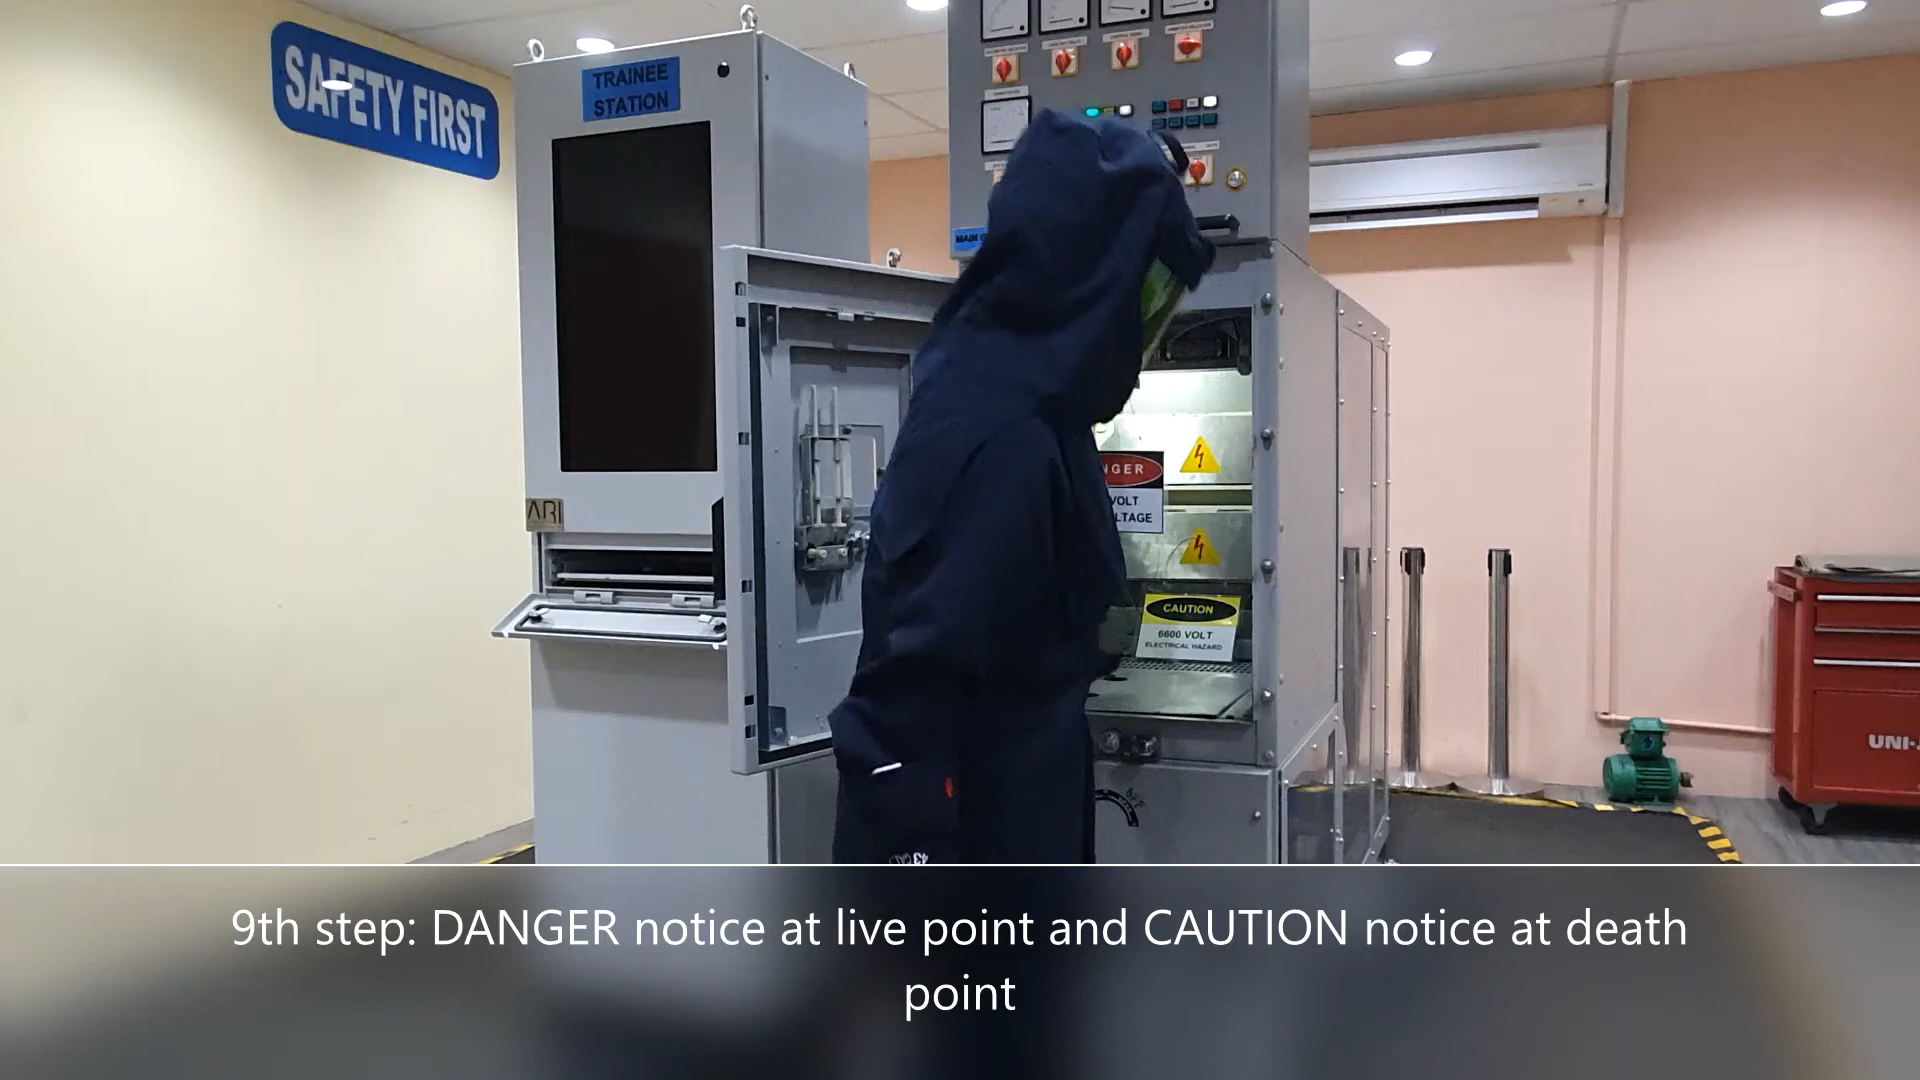 SAFETY FIRST
TRAINEE
STATION
MAIN
ARI
NGER
VOLT
LTAGE
CAUTION
6600 VOLT
ELECTRICAL HAZARD
OFF
UNI-
9th step: DANGER notice at live point and CAUTION notice at death
point